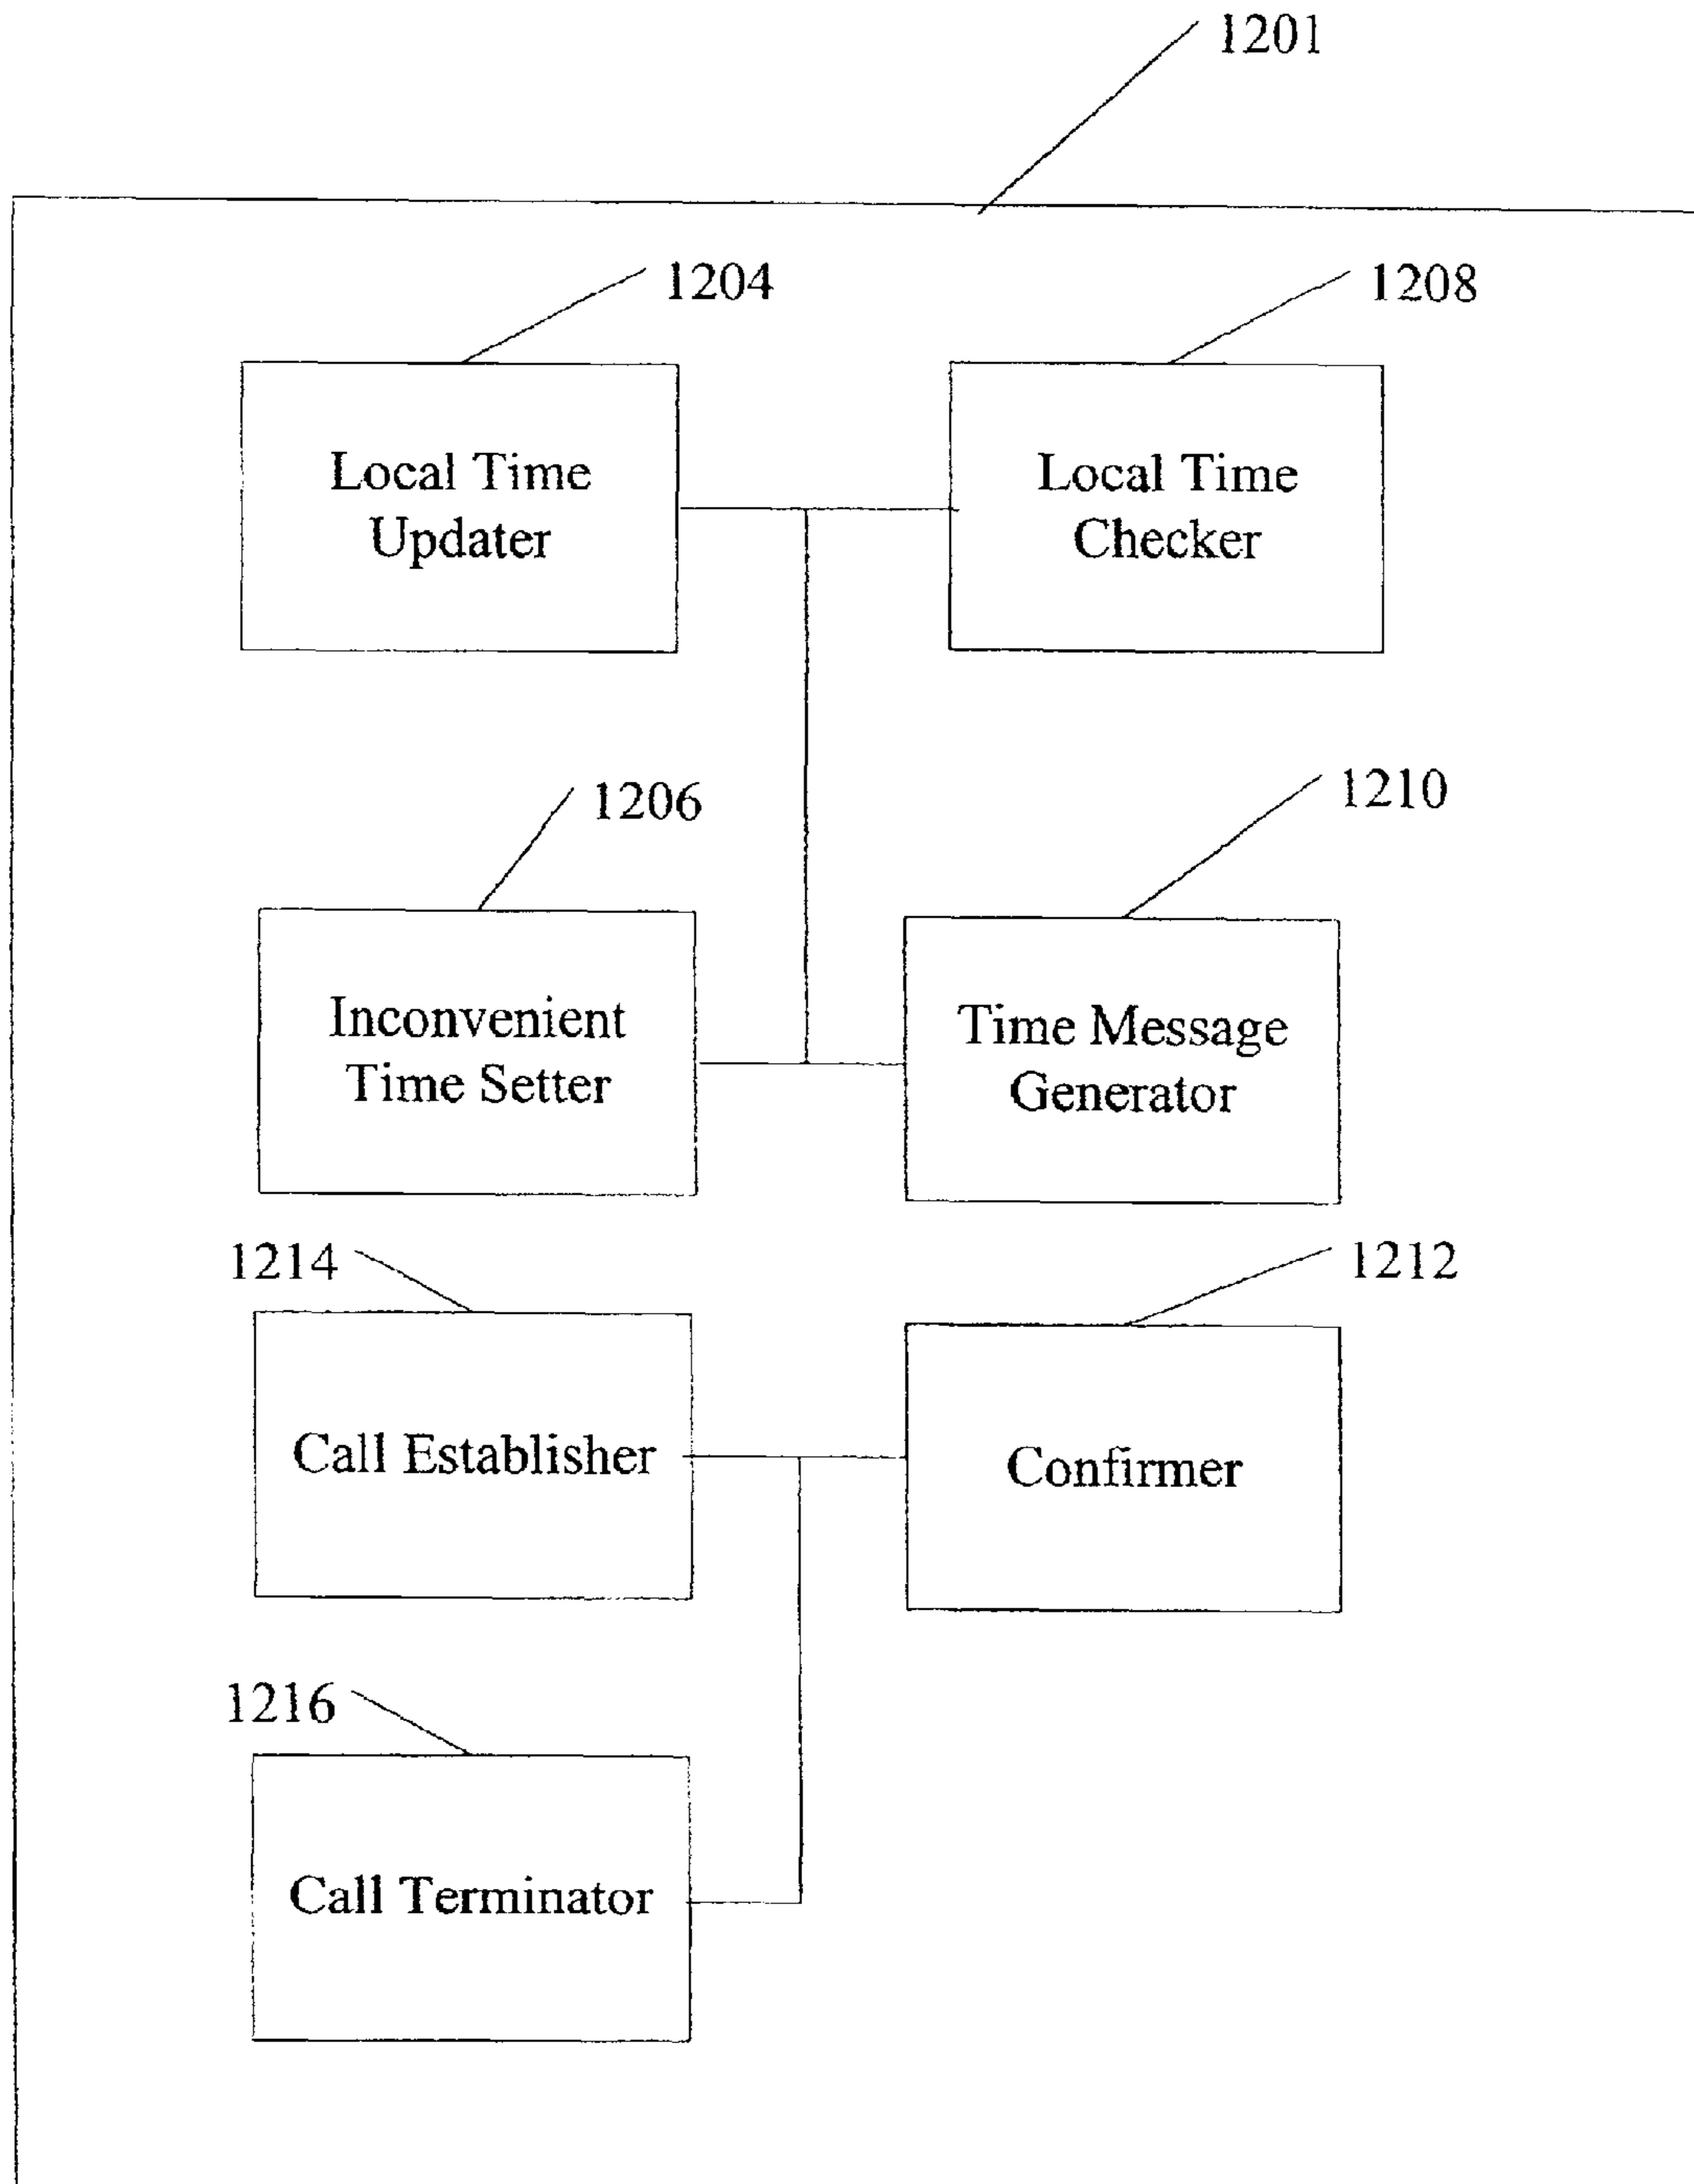 1201
1204
1208
Local Time
Updater
Local Time
Checker
1206
1210
Inconvenient
Time Setter
Time Message
Generator
1214
1212
Call Establisher
Confirmer
1216
Call Terminator